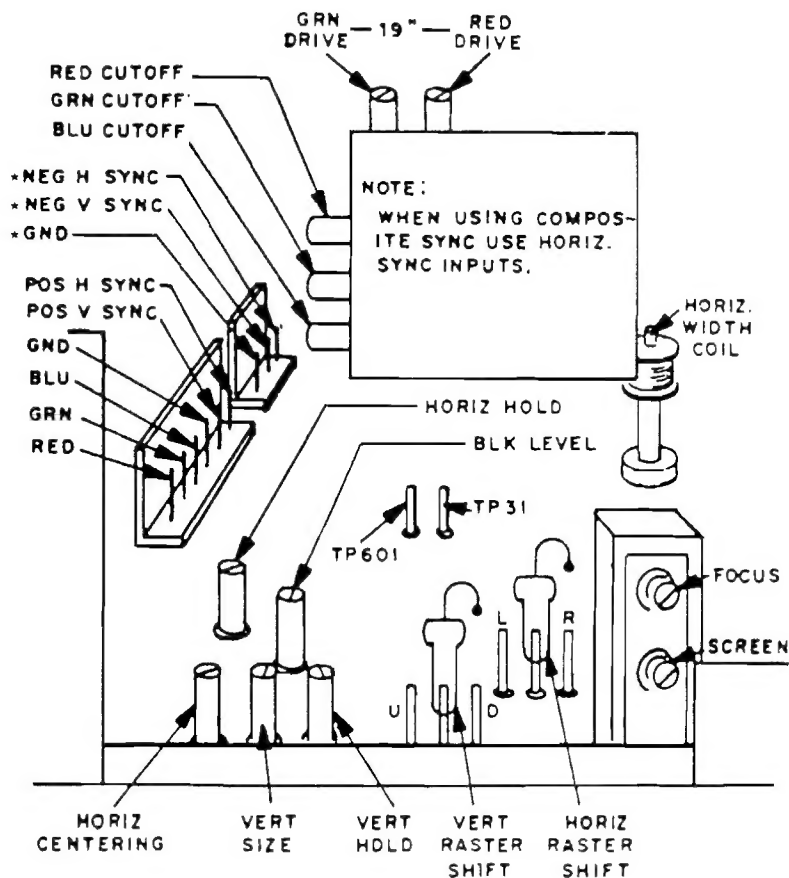 GRN DRIVE
19"
RED DRIVE
RED CUTOFF
GRN CUTOFF
BLU CUTOFF
*NEG H SYNC
*NEG V SYNC
*GND
NOTE:
WHEN USING COMPOS-
ITE SYNC USE HORIZ.
SYNC INPUTS.
POS H SYNC
POS V SYNC
GND
BLU
GRN
RED
HORIZ.
WIDTH
COIL
HORIZ HOLD
BLK LEVEL
TP601
TP31
FOCUS
SCREEN
L
R
U
D
HORIZ
CENTERING
VERT
SIZE
VERT
HOLD
VERT
RASTER
SHIFT
HORIZ
RASTER
SHIFT